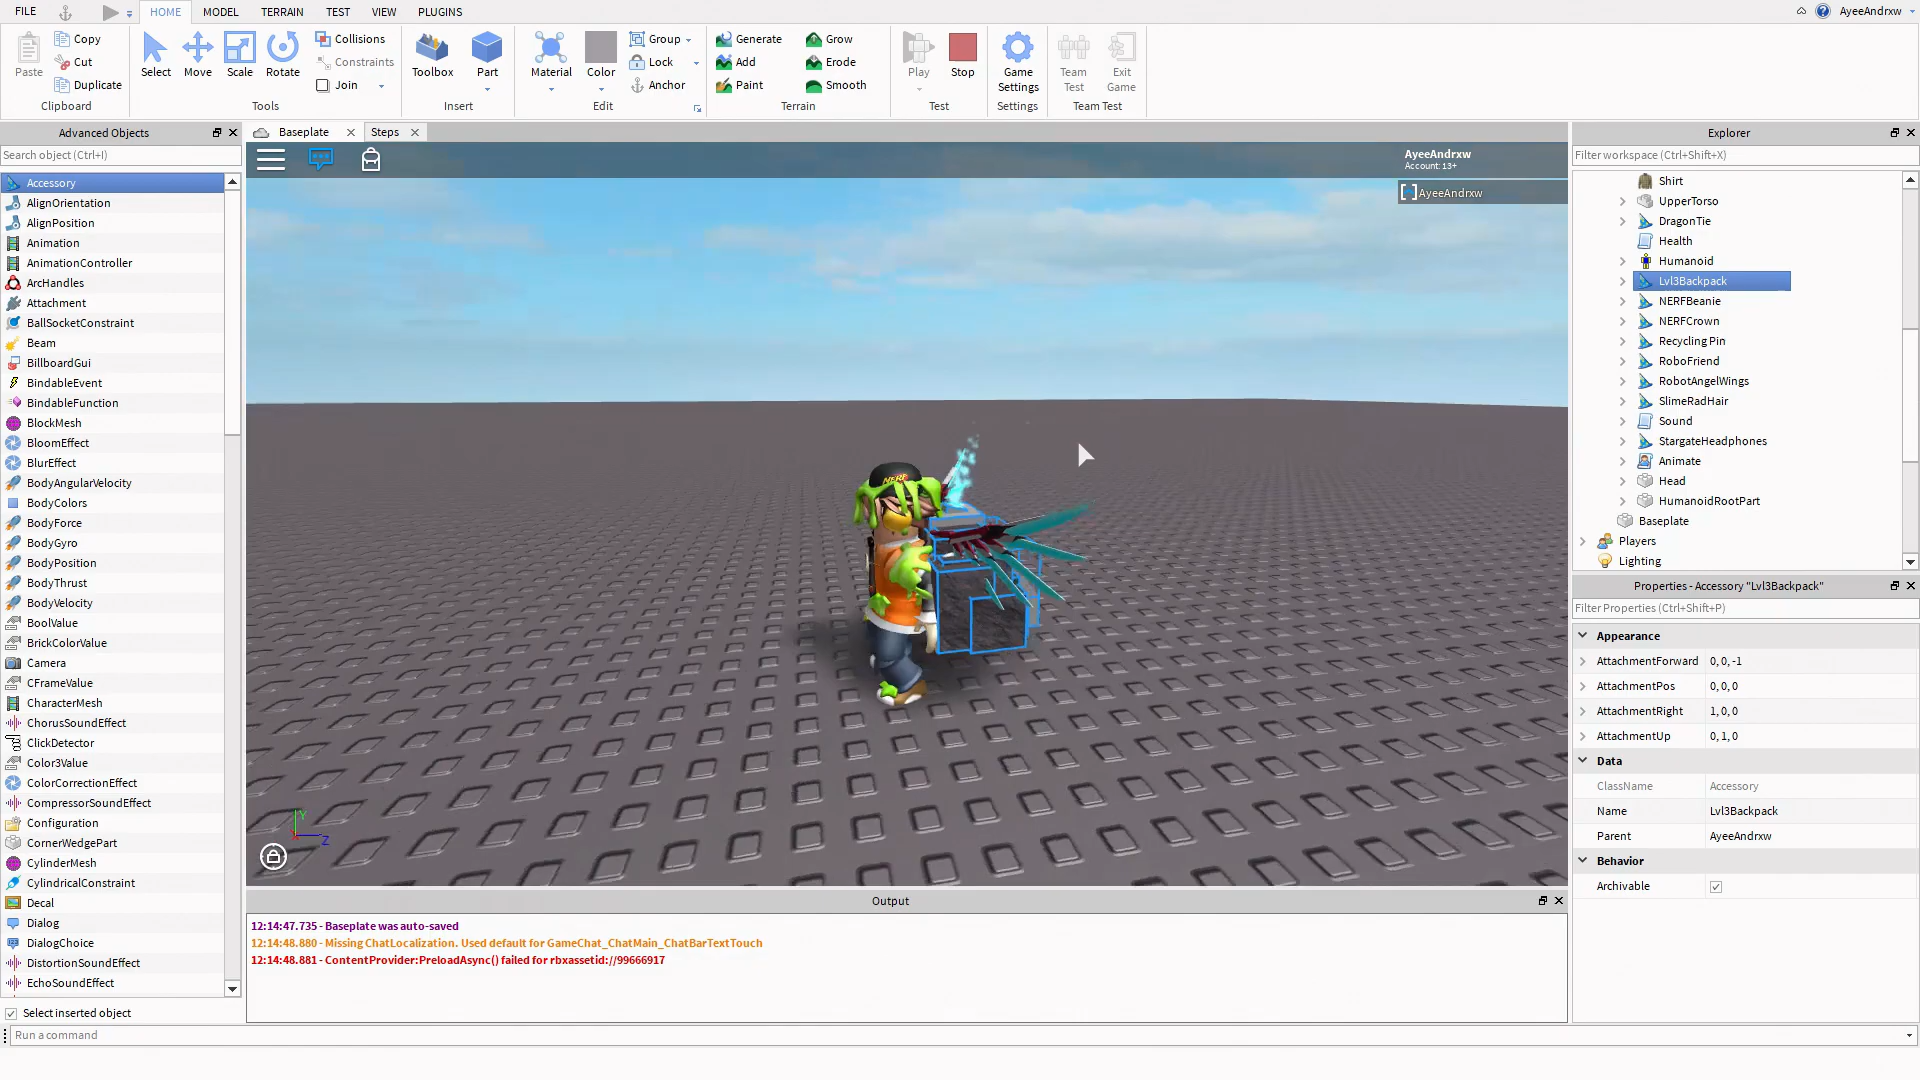 FILE HOME MODEL TERRAIN TEST VIEW PLUGINS AyeeAndrxw
Paste Copy Cut Duplicate
Clipboard
Select Move Scale Rotate Collisions Constraints Join
Tools
Toolbox Part
Insert
Material Color Group Lock Anchor
Edit
Generate Grow
Add Erode
Paint Smooth
Terrain
Play Stop
Test
Game Settings
Settings
Team Test Exit Game
Team Test
Advanced Objects
Search object (Ctrl+I)
Accessory
AlignOrientation
AlignPosition
Animation
AnimationController
ArcHandles
Attachment
BallSocketConstraint
Beam
BillboardGui
BindableEvent
BindableFunction
BlockMesh
BloomEffect
BlurEffect
BodyAngularVelocity
BodyColors
BodyForce
BodyGyro
BodyPosition
BodyThrust
BodyVelocity
BoolValue
BrickColorValue
Camera
CFrameValue
CharacterMesh
ChorusSoundEffect
ClickDetector
Color3Value
ColorCorrectionEffect
CompressorSoundEffect
Configuration
CornerWedgePart
CylinderMesh
CylindricalConstraint
Decal
Dialog
DialogChoice
DistortionSoundEffect
EchoSoundEffect
Select inserted object
Run a command
Baseplate Steps
AyeeAndrxw
Account: 13+
AyeeAndrxw
NERF
Y
Z
Output
12:14:47.735 - Baseplate was auto-saved
12:14:48.880 - Missing ChatLocalization. Used default for GameChat_ChatMain_ChatBarTextTouch
12:14:48.881 - ContentProvider:PreloadAsync() failed for rbxassetid://99666917
Explorer
Filter workspace (Ctrl+Shift+X)
Shirt
UpperTorso
DragonTie
Health
Humanoid
Lvl3Backpack
NERFBeanie
NERFCrown
Recycling Pin
RoboFriend
RobotAngelWings
SlimeRadHair
Sound
StargateHeadphones
Animate
Head
HumanoidRootPart
Baseplate
Players
Lighting
Properties - Accessory "Lvl3Backpack"
Filter Properties (Ctrl+Shift+P)
Appearance
AttachmentForward 0, 0, -1
AttachmentPos 0, 0, 0
AttachmentRight 1, 0, 0
AttachmentUp 0, 1, 0
Data
ClassName Accessory
Name Lvl3Backpack
Parent AyeeAndrxw
Behavior
Archivable